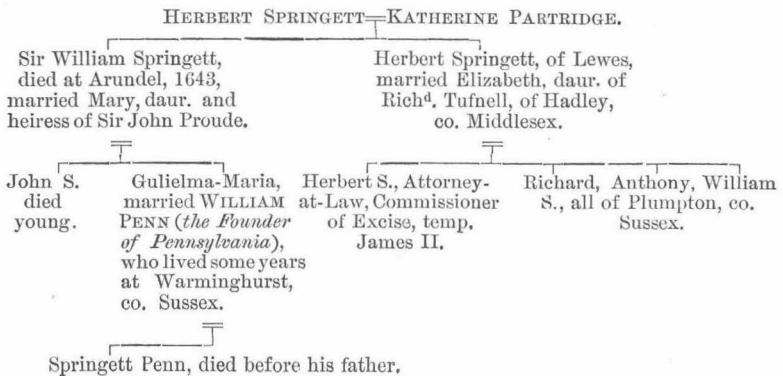 HERBERT SPRINGETT=KATHERINE PARTRIDGE.
Sir William Springett,
died at Arundel, 1643,
married Mary, daur. and
heiress of Sir John Proude.
Herbert Springett, of Lewes,
married Elizabeth, daur. of
Richd. Tufnell, of Hadley,
co. Middlesex.
John S.
died
young.
Gulielma-Maria,
married WILLIAM
PENN (the Founder
of Pennsylvania),
who lived some years
at Warminghurst,
co. Sussex.
Herbert S., Attorney-
at-Law, Commissioner
of Excise, temp.
James II.
Richard, Anthony, William
S., all of Plumpton, co.
Sussex.
Springett Penn, died before his father.